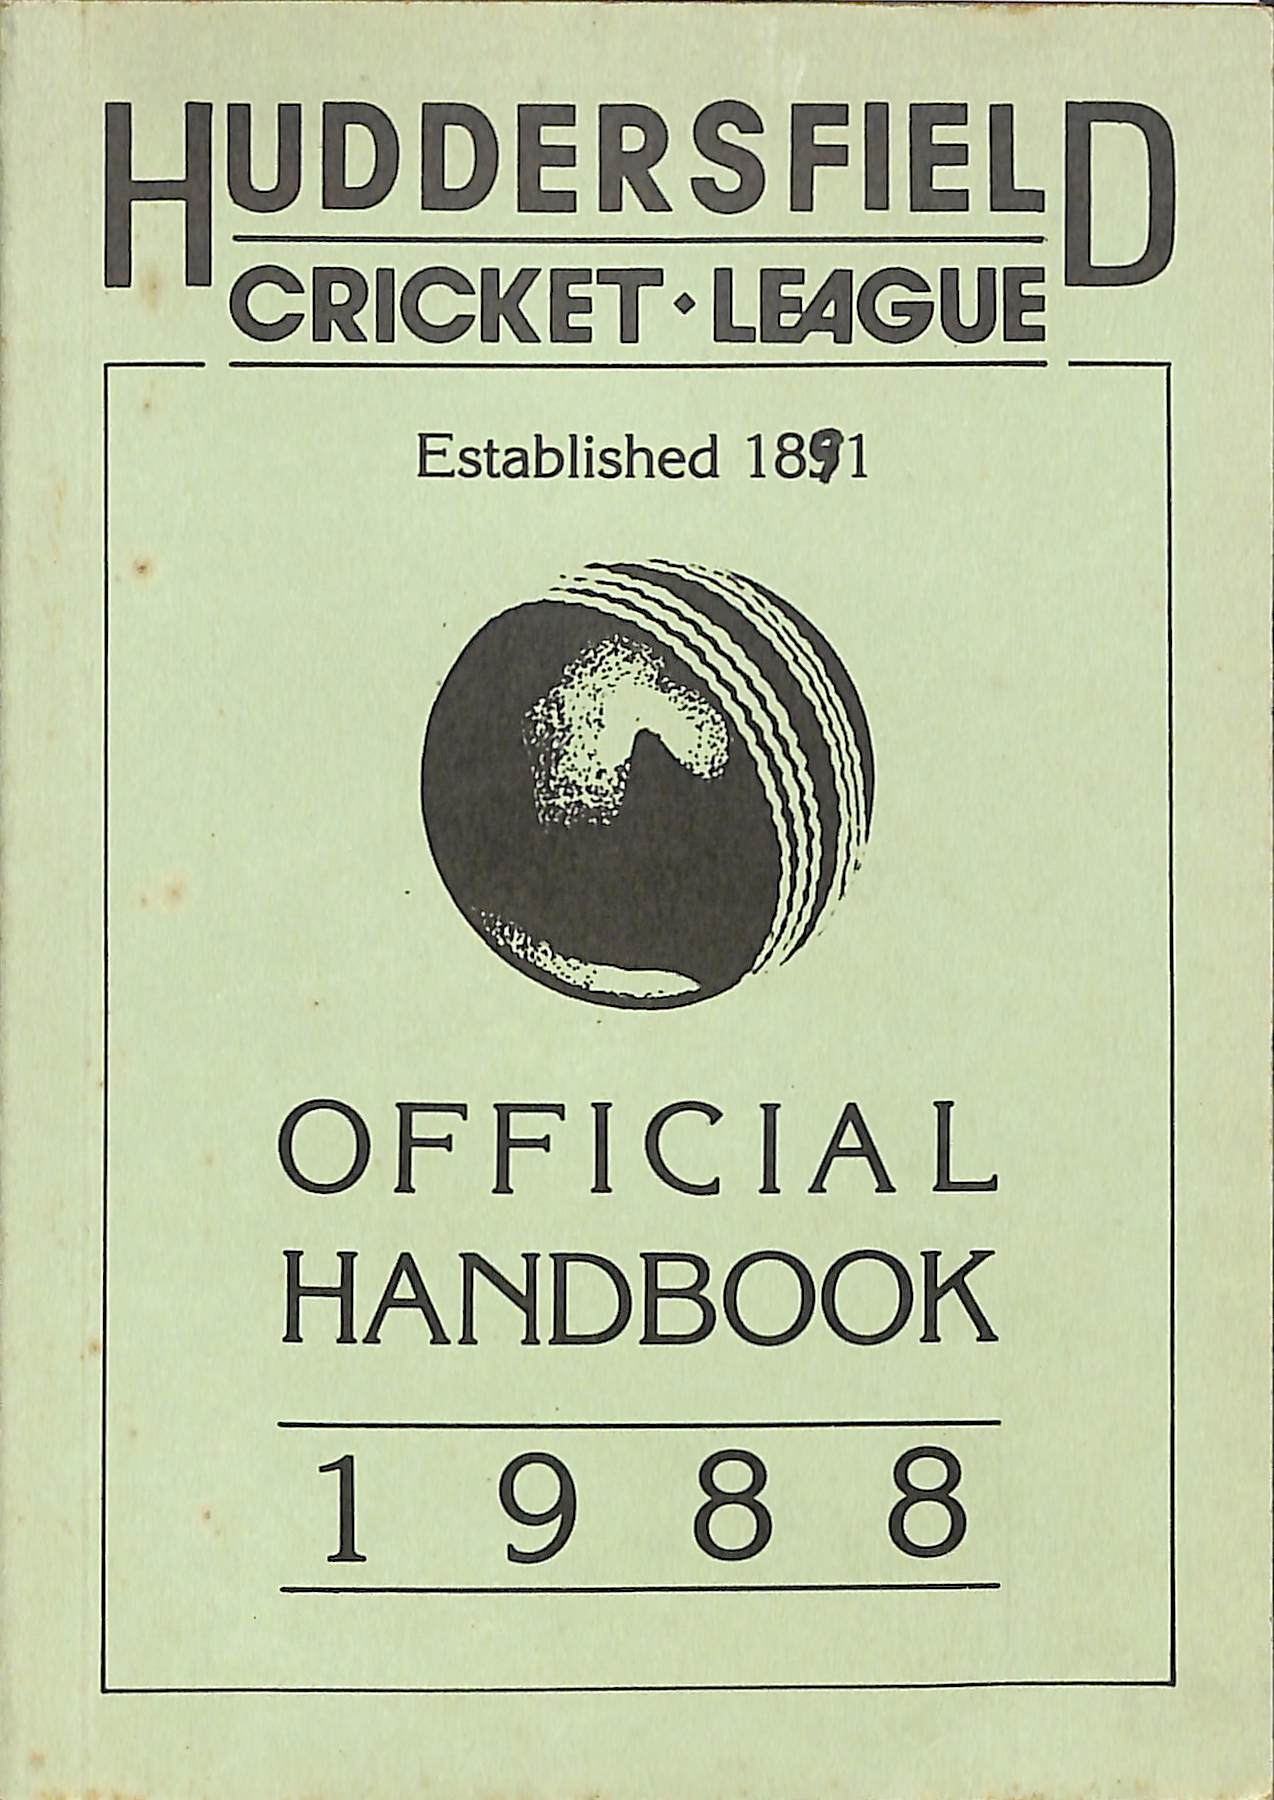 HUDDERSFIELD
CRICKET • LEAGUE
Established 1891
OFFICIAL
HANDBOOK
1988